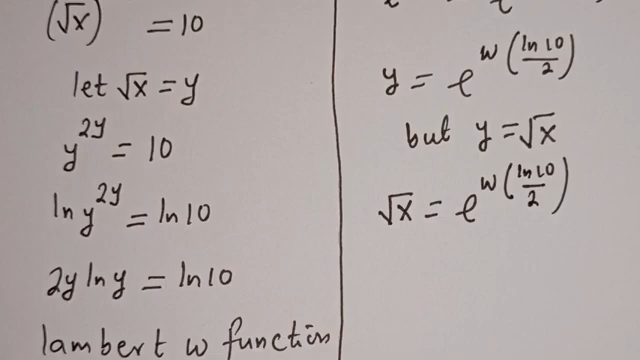 (√x) = 10
let √x = y
y^2y = 10
ln y^2y = ln 10
2y ln y = ln 10
lambert w function
y = e^w(ln 10/2)
but y = √x
√x = e^w(ln 10/2)